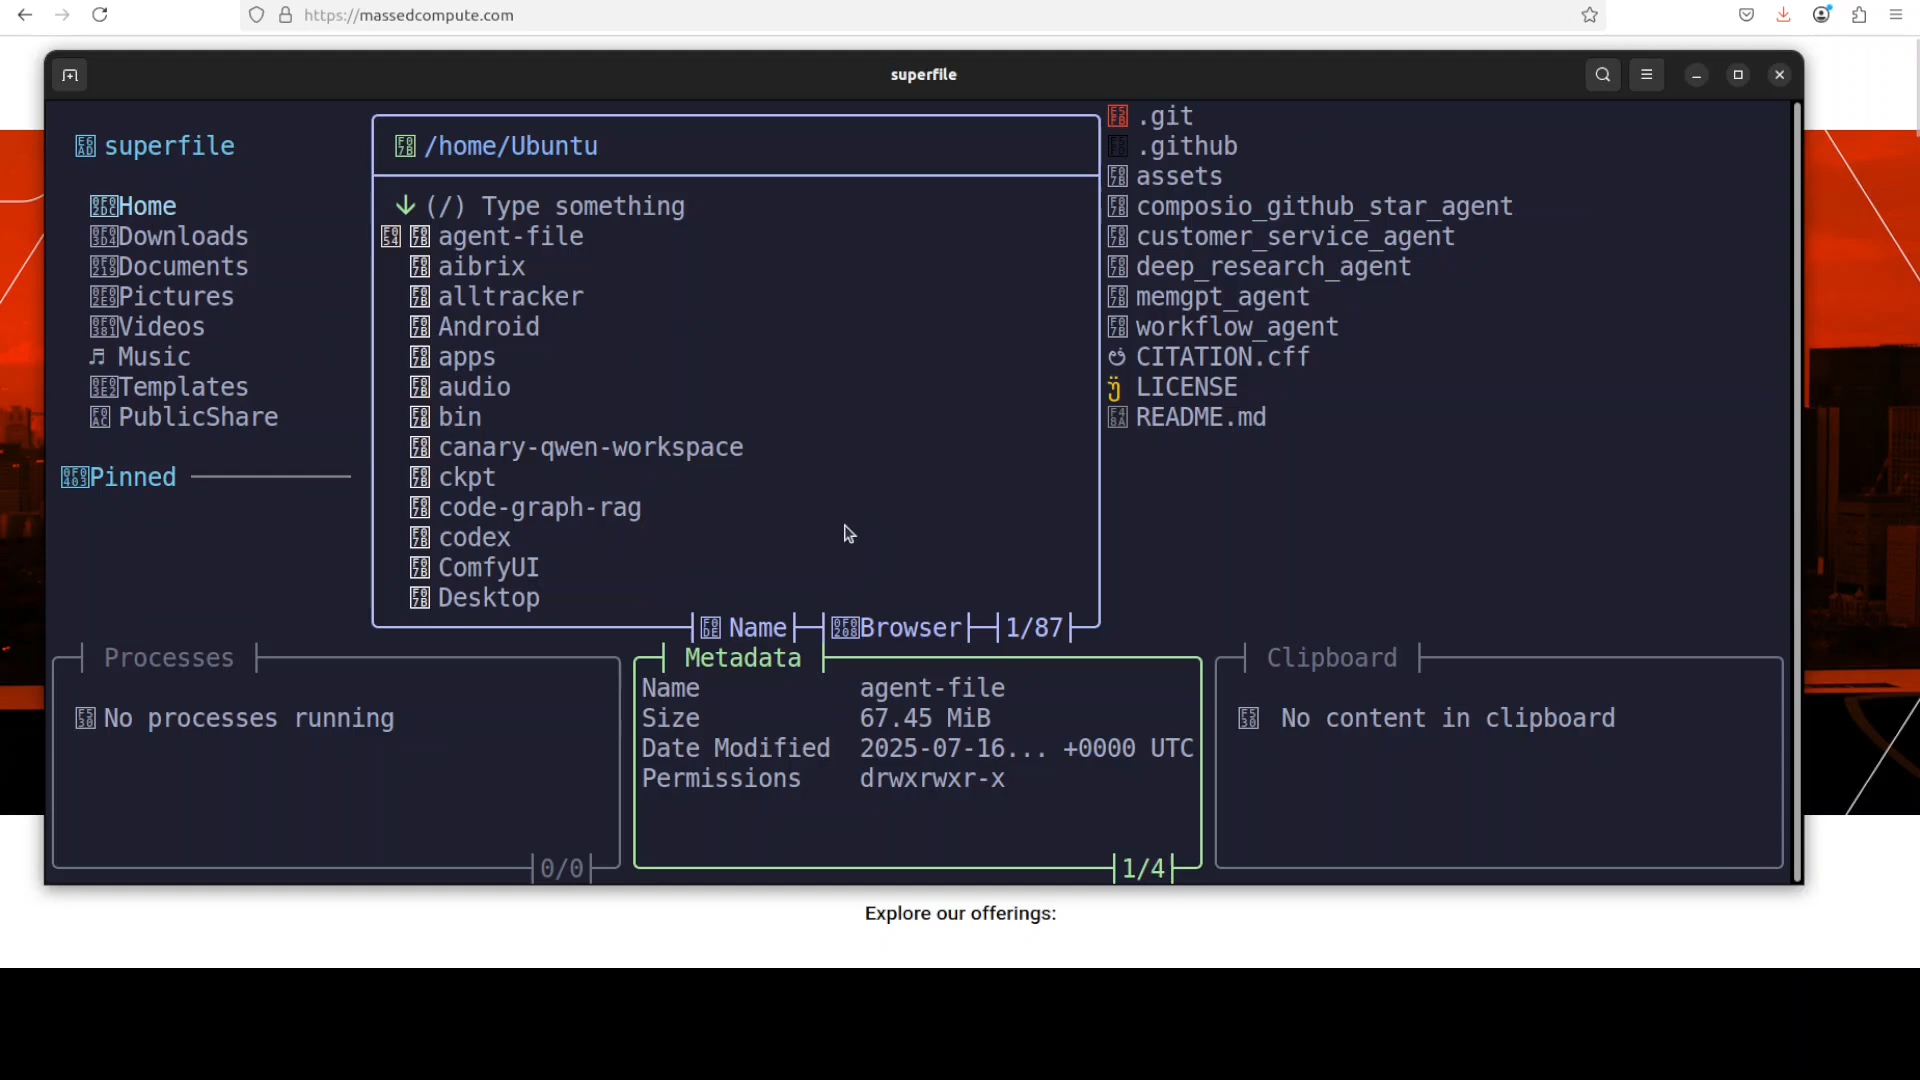 https://massedcompute.com
superfile
superfile
Home
Downloads
Documents
Pictures
Videos
Music
Templates
PublicShare
Pinned
/home/Ubuntu
(/) Type something
agent-file
aibrix
alltracker
Android
apps
audio
bin
canary-qwen-workspace
ckpt
code-graph-rag
codex
ComfyUI
Desktop
Name
Browser
1/87
.git
.github
assets
composio_github_star_agent
customer_service_agent
deep_research_agent
memgpt_agent
workflow_agent
CITATION.cff
LICENSE
README.md
Processes
No processes running
0/0
Metadata
Name agent-file
Size 67.45 MiB
Date Modified 2025-07-16... +0000 UTC
Permissions drwxrwxr-x
1/4
Clipboard
No content in clipboard
Explore our offerings: